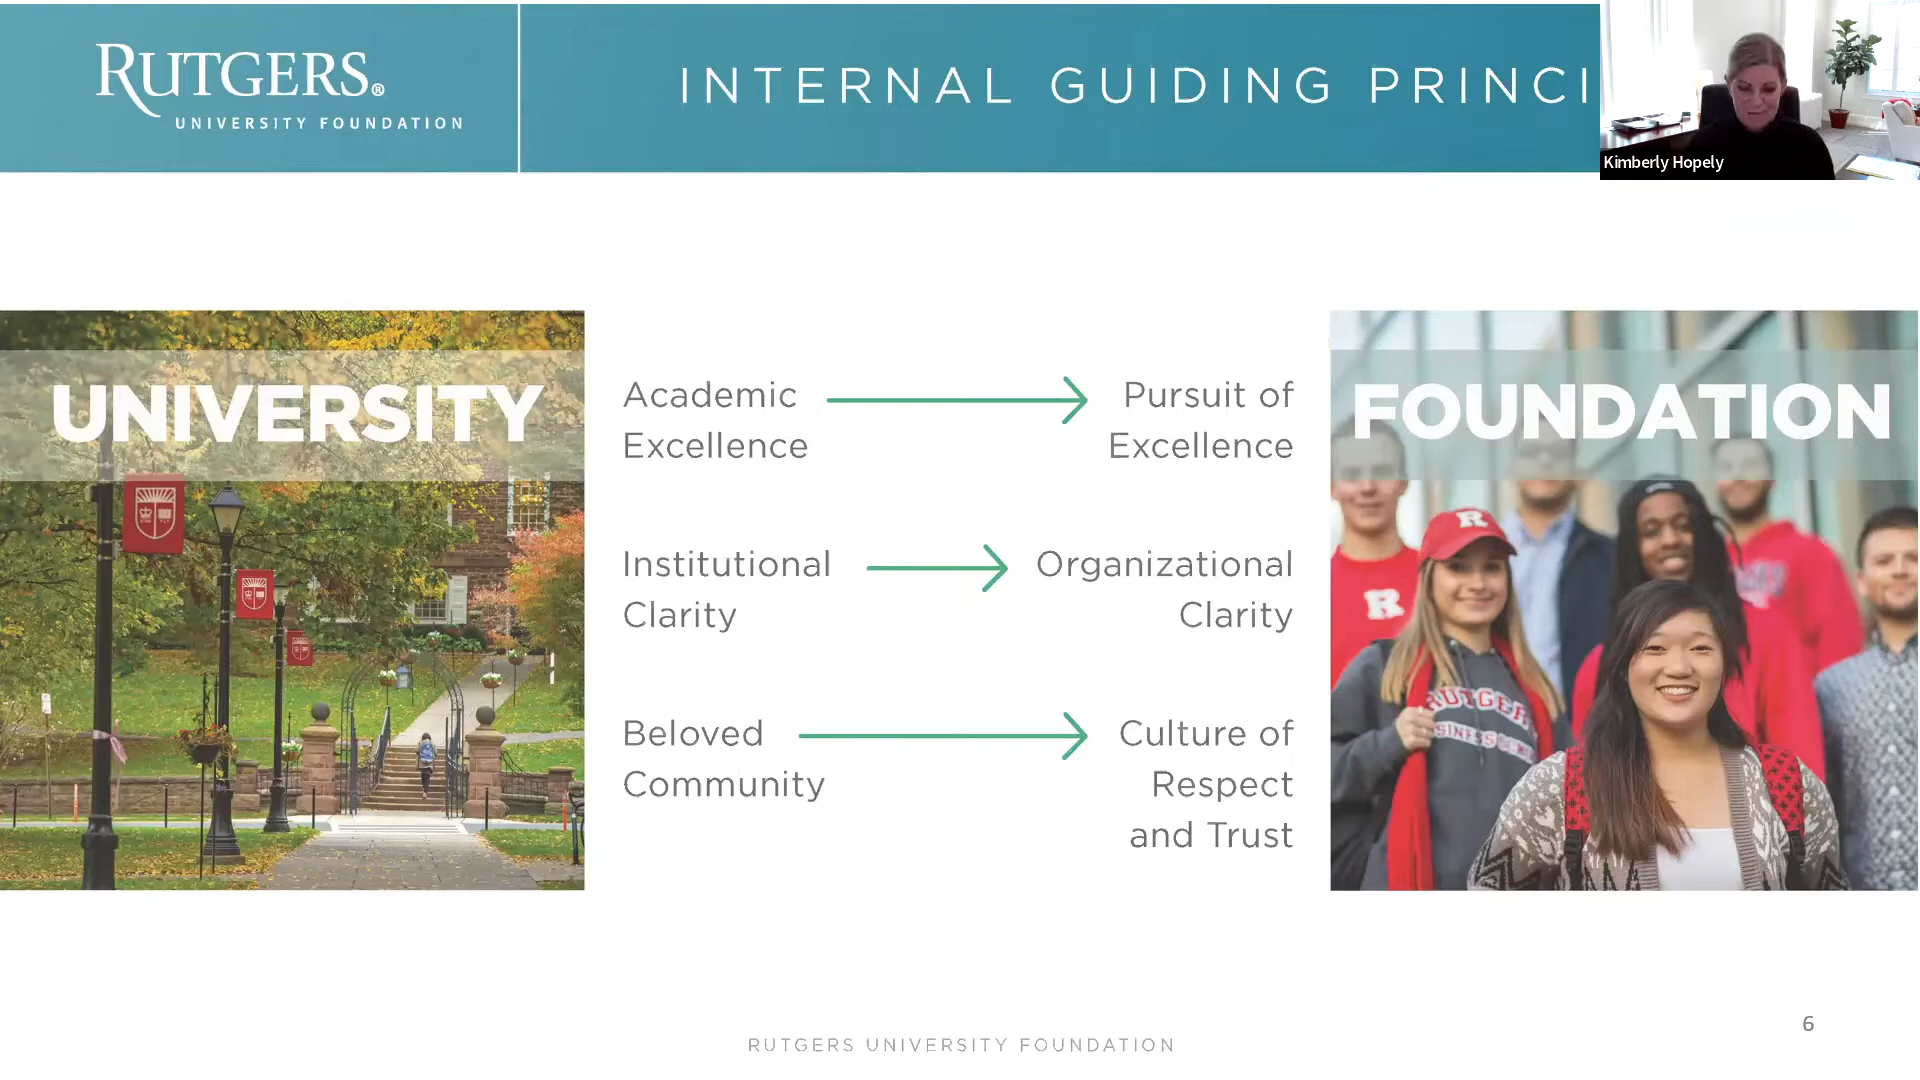 RUTGERS®
UNIVERSITY FOUNDATION
INTERNAL GUIDING PRINCI
Kimberly Hopely
UNIVERSITY
Academic
Excellence
Pursuit of
Excellence
Institutional
Clarity
Organizational
Clarity
Beloved
Community
Culture of
Respect
and Trust
FOUNDATION
R
R
RUTGER
6
RUTGERS UNIVERSITY FOUNDATION